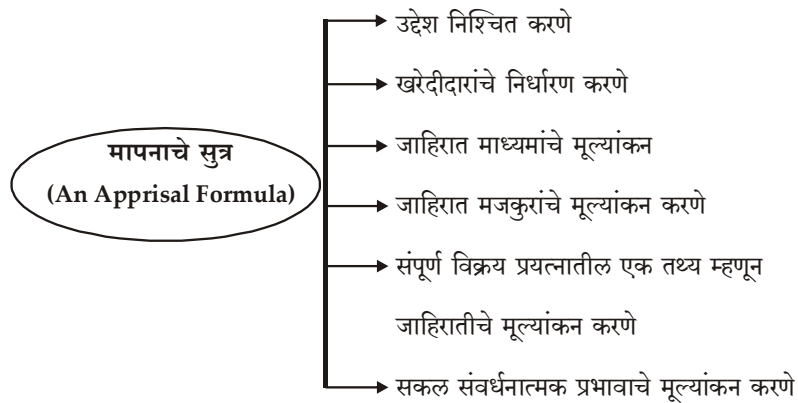 मापनाचे सुत्र
(An Apprisal Formula)
उद्देश निश्चित करणे
खरेदीदारांचे निर्धारण करणे
जाहिरात माध्यमांचे मूल्यांकन
जाहिरात मजकुरांचे मूल्यांकन करणे
संपूर्ण विक्रय प्रयत्नातील एक तथ्य म्हणून
जाहिरातीचे मूल्यांकन करणे
सकल संवर्धनात्मक प्रभावाचे मूल्यांकन करणे